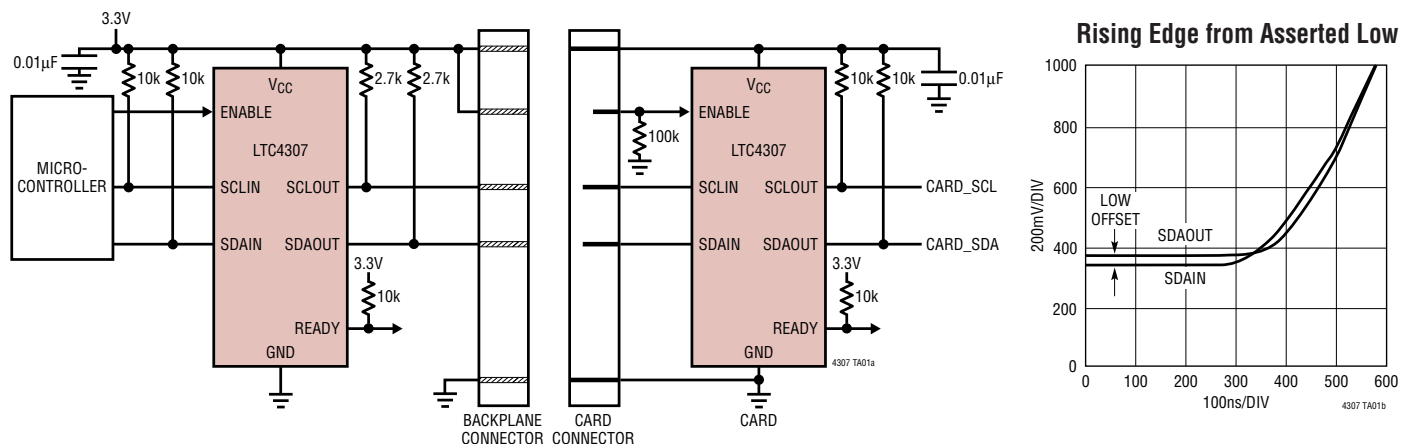 3.3V
0.01µF
10k
10k
2.7k
2.7k
VCC
ENABLE
LTC4307
MICRO-
CONTROLLER
SCLIN
SCLOUT
SDAIN
SDAOUT
3.3V
10k
READY
GND
BACKPLANE
CONNECTOR
CARD
CONNECTOR
100k
VCC
ENABLE
LTC4307
SCLIN
SCLOUT
SDAIN
SDAOUT
10k
10k
0.01µF
CARD_SCL
CARD_SDA
3.3V
10k
READY
GND
4307 TA01a
CARD
Rising Edge from Asserted Low
200mV/DIV
1000
800
600
400
200
0
LOW
OFFSET
SDAOUT
SDAIN
0
100
200
300
400
500
600
100ns/DIV
4307 TA01b